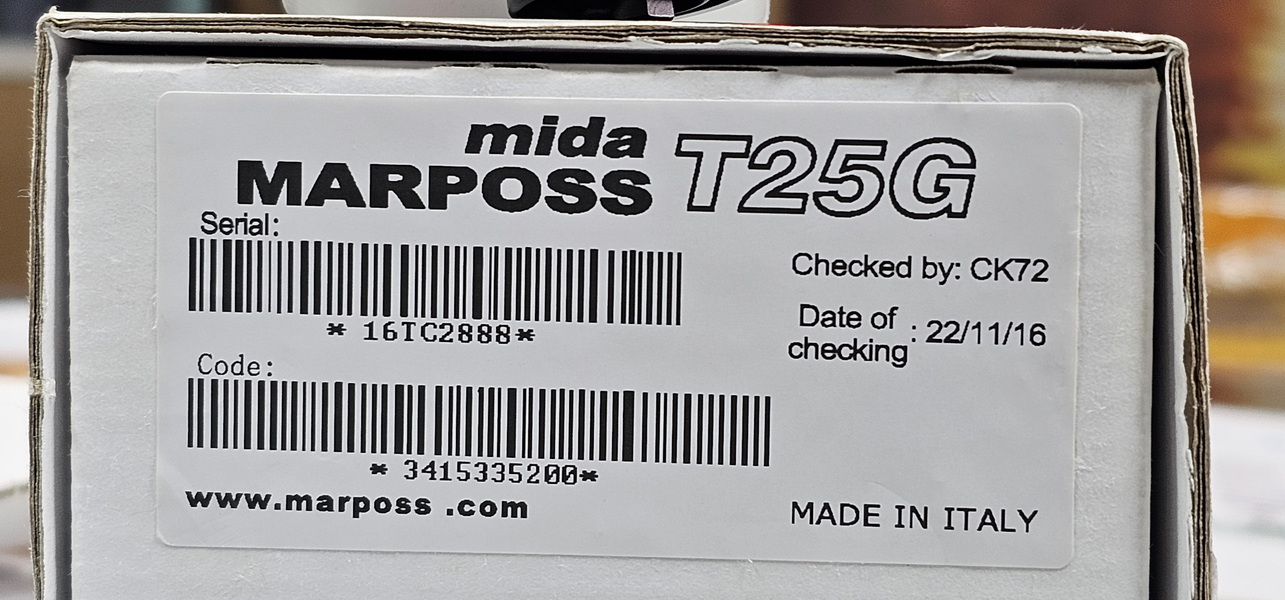 mida
MARPOSS T25G
Serial:
* 16TC2888*
Checked by: CK72
Date of checking : 22/11/16
Code:
* 3415335200*
www.marposs .com
MADE IN ITALY